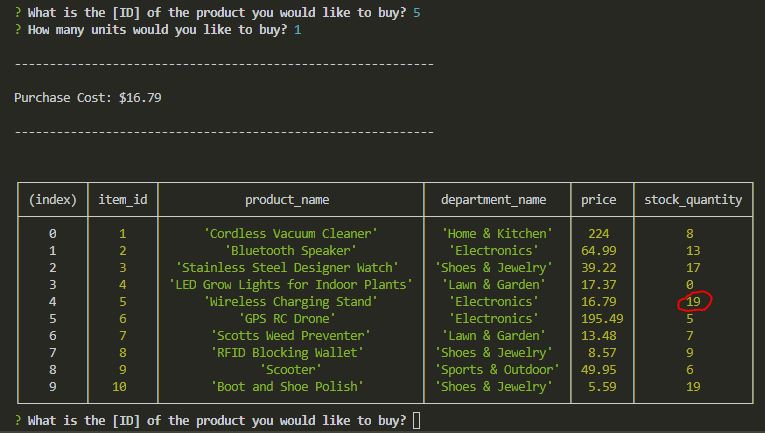 ? What is the [ID] of the product you would like to buy? 5
? How many units would you like to buy? 1
------------------------------------------------------------
Purchase Cost: $16.79
------------------------------------------------------------
(index) item_id product_name department_name price stock_quantity
0 1 'Cordless Vacuum Cleaner' 'Home & Kitchen' 224 8
1 2 'Bluetooth Speaker' 'Electronics' 64.99 13
2 3 'Stainless Steel Designer Watch' 'Shoes & Jewelry' 39.22 17
3 4 'LED Grow Lights for Indoor Plants' 'Lawn & Garden' 17.37 0
4 5 'Wireless Charging Stand' 'Electronics' 16.79 19
5 6 'GPS RC Drone' 'Electronics' 195.49 5
6 7 'Scotts Weed Preventer' 'Lawn & Garden' 13.48 7
7 8 'RFID Blocking Wallet' 'Shoes & Jewelry' 8.57 9
8 9 'Scooter' 'Sports & Outdoor' 49.95 6
9 10 'Boot and Shoe Polish' 'Shoes & Jewelry' 5.59 19
? What is the [ID] of the product you would like to buy?